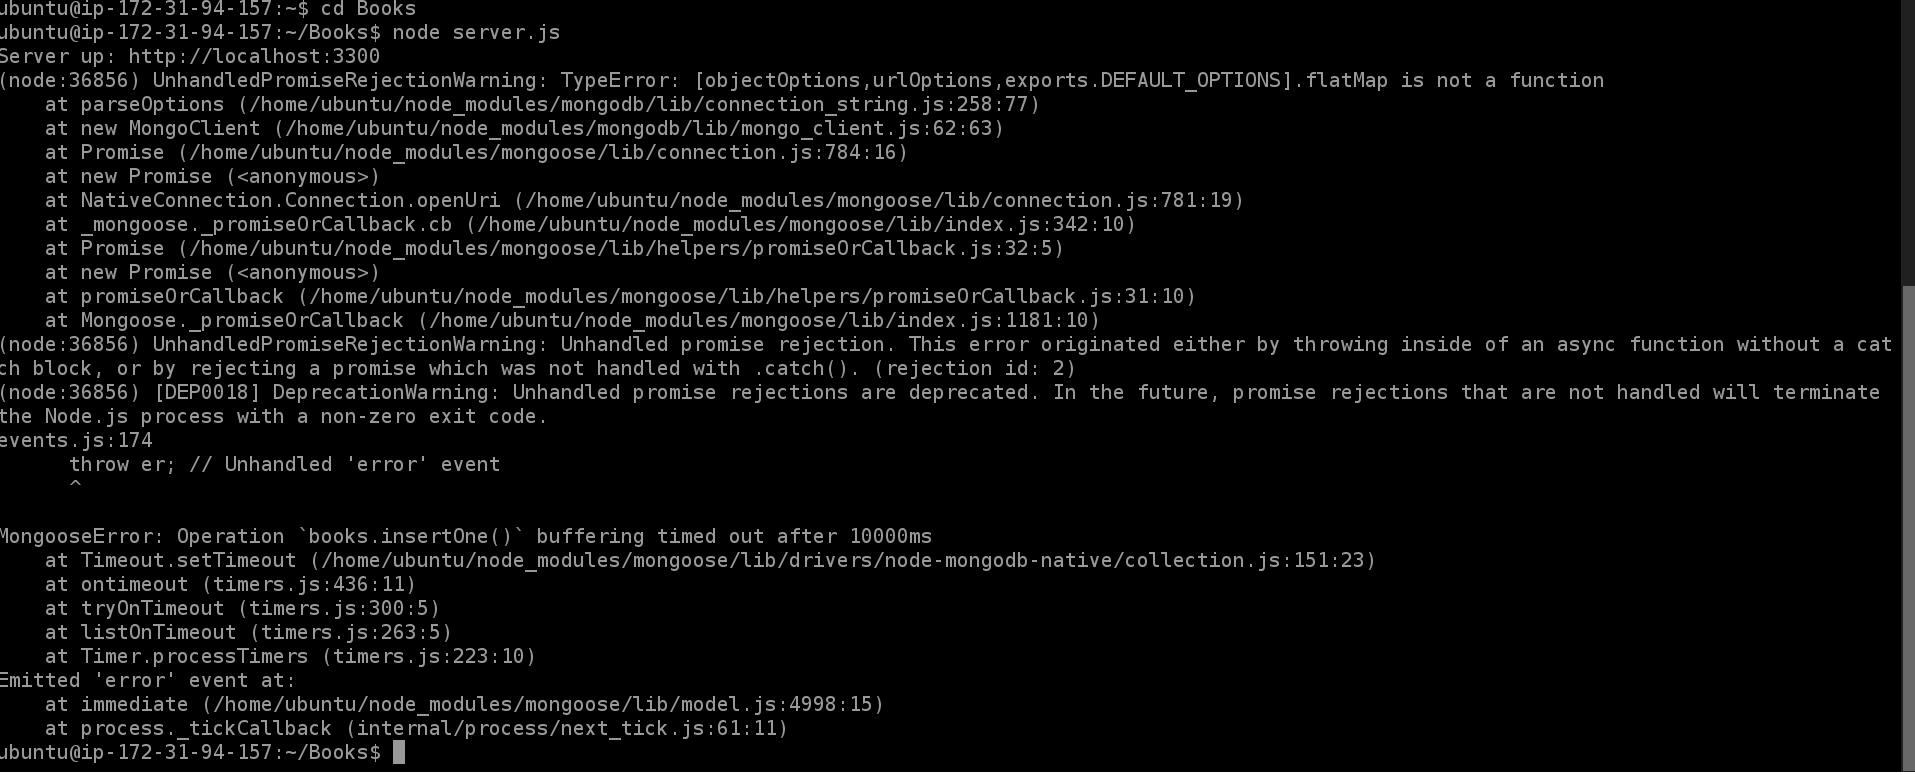 ubuntu@ip-172-31-94-157:~$ cd Books
ubuntu@ip-172-31-94-157:~/Books$ node server.js
Server up: http://localhost:3300
(node:36856) UnhandledPromiseRejectionWarning: TypeError: [objectOptions,urlOptions,exports.DEFAULT_OPTIONS].flatMap is not a function
    at parseOptions (/home/ubuntu/node_modules/mongodb/lib/connection_string.js:258:77)
    at new MongoClient (/home/ubuntu/node_modules/mongodb/lib/mongo_client.js:62:63)
    at Promise (/home/ubuntu/node_modules/mongoose/lib/connection.js:784:16)
    at new Promise (<anonymous>)
    at NativeConnection.Connection.openUri (/home/ubuntu/node_modules/mongoose/lib/connection.js:781:19)
    at _mongoose._promiseOrCallback.cb (/home/ubuntu/node_modules/mongoose/lib/index.js:342:10)
    at Promise (/home/ubuntu/node_modules/mongoose/lib/helpers/promiseOrCallback.js:32:5)
    at new Promise (<anonymous>)
    at promiseOrCallback (/home/ubuntu/node_modules/mongoose/lib/helpers/promiseOrCallback.js:31:10)
    at Mongoose._promiseOrCallback (/home/ubuntu/node_modules/mongoose/lib/index.js:1181:10)
(node:36856) UnhandledPromiseRejectionWarning: Unhandled promise rejection. This error originated either by throwing inside of an async function without a cat
ch block, or by rejecting a promise which was not handled with .catch(). (rejection id: 2)
(node:36856) [DEP0018] DeprecationWarning: Unhandled promise rejections are deprecated. In the future, promise rejections that are not handled will terminate
the Node.js process with a non-zero exit code.
events.js:174
      throw er; // Unhandled 'error' event
      ^
MongooseError: Operation `books.insertOne()` buffering timed out after 10000ms
    at Timeout.setTimeout (/home/ubuntu/node_modules/mongoose/lib/drivers/node-mongodb-native/collection.js:151:23)
    at ontimeout (timers.js:436:11)
    at tryOnTimeout (timers.js:300:5)
    at listOnTimeout (timers.js:263:5)
    at Timer.processTimers (timers.js:223:10)
Emitted 'error' event at:
    at immediate (/home/ubuntu/node_modules/mongoose/lib/model.js:4998:15)
    at process._tickCallback (internal/process/next_tick.js:61:11)
ubuntu@ip-172-31-94-157:~/Books$